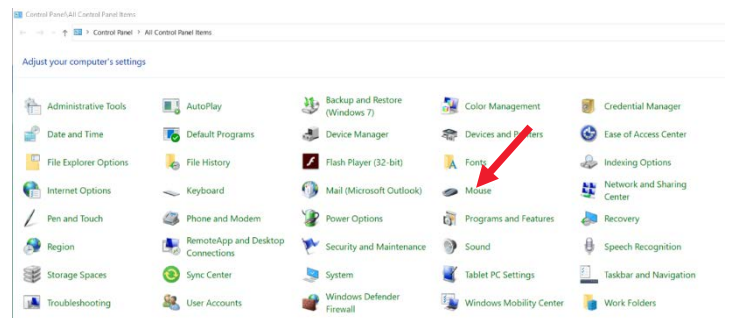 Control Panel\All Control Panel Items
Control Panel > All Control Panel Items
Adjust your computer's settings
Administrative Tools
AutoPlay
Backup and Restore
(Windows 7)
Color Management
Credential Manager
Date and Time
Default Programs
Device Manager
Devices and Printers
Ease of Access Center
File Explorer Options
File History
Flash Player (32-bit)
Fonts
Indexing Options
Internet Options
Keyboard
Mail (Microsoft Outlook)
Mouse
Network and Sharing
Center
Pen and Touch
Phone and Modem
Power Options
Programs and Features
Recovery
Region
RemoteApp and Desktop
Connections
Security and Maintenance
Sound
Speech Recognition
Storage Spaces
Sync Center
System
Tablet PC Settings
Taskbar and Navigation
Troubleshooting
User Accounts
Windows Defender
Firewall
Windows Mobility Center
Work Folders